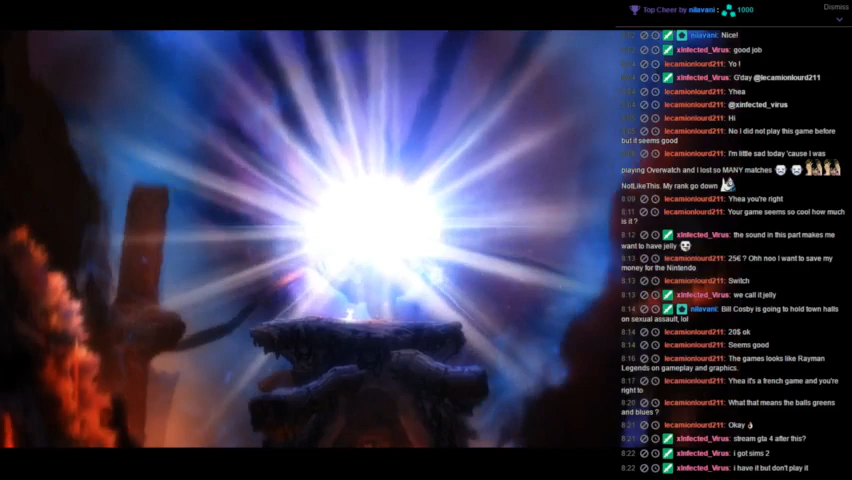 Dismiss
Top Cheer by nilavani : 1000
nilavani: Nice!
xInfected_Virus: good job
lecamionlourd211: Yo !
xInfected_Virus: G'day @lecamionlourd211
lecamionlourd211: Yhea
lecamionlourd211: @xinfected_virus
lecamionlourd211: Hi
lecamionlourd211: No I did not play this game before
but it seems good
lecamionlourd211: I'm little sad today 'cause I was
playing Overwatch and I lost so MANY matches
NotLikeThis. My rank go down
8:09 lecamionlourd211: Yhea you're right
8:11 lecamionlourd211: Your game seems so cool how much
is it ?
8:12 xInfected_Virus: the sound in this part makes me
want to have jelly
8:13 lecamionlourd211: 25€ ? Ohh noo I want to save my
money for the Nintendo
8:13 lecamionlourd211: Switch
8:13 xInfected_Virus: we call it jelly
8:14 nilavani: Bill Cosby is going to hold town halls
on sexual assault, lol
8:14 lecamionlourd211: 20$ ok
8:14 lecamionlourd211: Seems good
8:16 lecamionlourd211: The games looks like Rayman
Legends on gameplay and graphics.
8:17 lecamionlourd211: Yhea it's a french game and you're
right to
8:20 lecamionlourd211: What that means the balls greens
and blues ?
8:21 lecamionlourd211: Okay
8:21 xInfected_Virus: stream gta 4 after this?
8:22 xInfected_Virus: i got sims 2
8:22 xInfected_Virus: i have it but don't play it